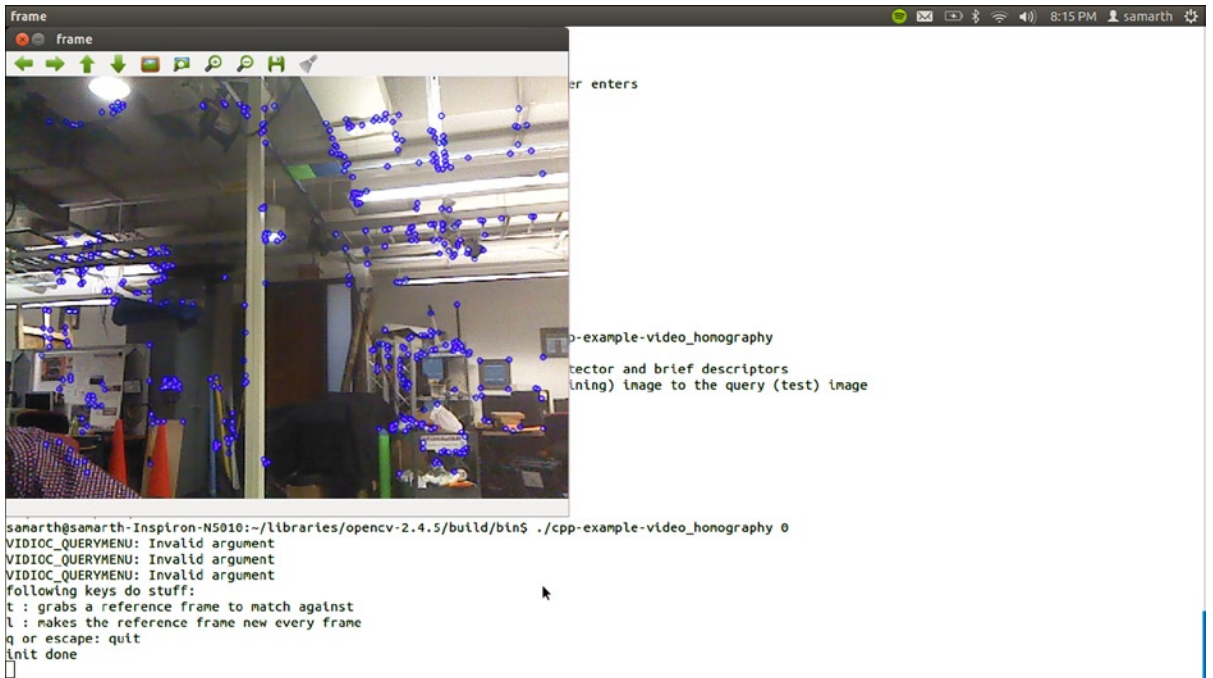 frame
8:15 PM samarth
frame
er enters
p-example-video_homography
tector and brief descriptors
ining) image to the query (test) image
samarth@samarth-Inspiron-N5010:~/libraries/opencv-2.4.5/build/bin$ ./cpp-example-video_homography 0
VIDIOC_QUERYMENU: Invalid argument
VIDIOC_QUERYMENU: Invalid argument
VIDIOC_QUERYMENU: Invalid argument
following keys do stuff:
t : grabs a reference frame to match against
l : makes the reference frame new every frame
q or escape: quit
init done